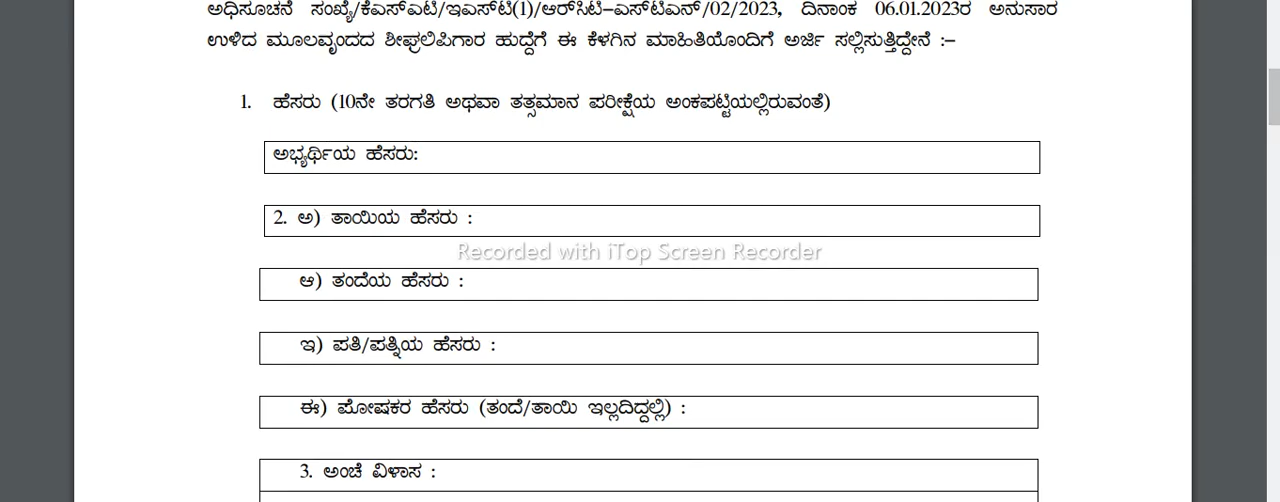 ಅಧಿಸೂಚನೆ ಸಂಖ್ಯೆ/ಕೆಎಸ್ಎಟಿ/ಇಎಸ್‌ಟಿ(1)/ಆರ್‌ಸಿಟಿ–ಎಸ್‌ಟಿಎನ್/02/2023, ದಿನಾಂಕ 06.01.2023ರ ಅನುಸಾರ
ಉಳಿದ ಮೂಲವೃಂದದ ಶೀಘ್ರಲಿಪಿಗಾರ ಹುದ್ದೆಗೆ ಈ ಕೆಳಗಿನ ಮಾಹಿತಿಯೊಂದಿಗೆ ಅರ್ಜಿ ಸಲ್ಲಿಸುತ್ತಿದ್ದೇನೆ :–
1. ಹೆಸರು (10ನೇ ತರಗತಿ ಅಥವಾ ತತ್ಸಮಾನ ಪರೀಕ್ಷೆಯ ಅಂಕಪಟ್ಟಿಯಲ್ಲಿರುವಂತೆ)
ಅಭ್ಯರ್ಥಿಯ ಹೆಸರು:
2. ಅ) ತಾಯಿಯ ಹೆಸರು :
Recorded with iTop Screen Recorder
ಆ) ತಂದೆಯ ಹೆಸರು :
ಇ) ಪತಿ/ಪತ್ನಿಯ ಹೆಸರು :
ಈ) ಪೋಷಕರ ಹೆಸರು (ತಂದೆ/ತಾಯಿ ಇಲ್ಲದಿದ್ದಲ್ಲಿ) :
3. ಅಂಚೆ ವಿಳಾಸ :